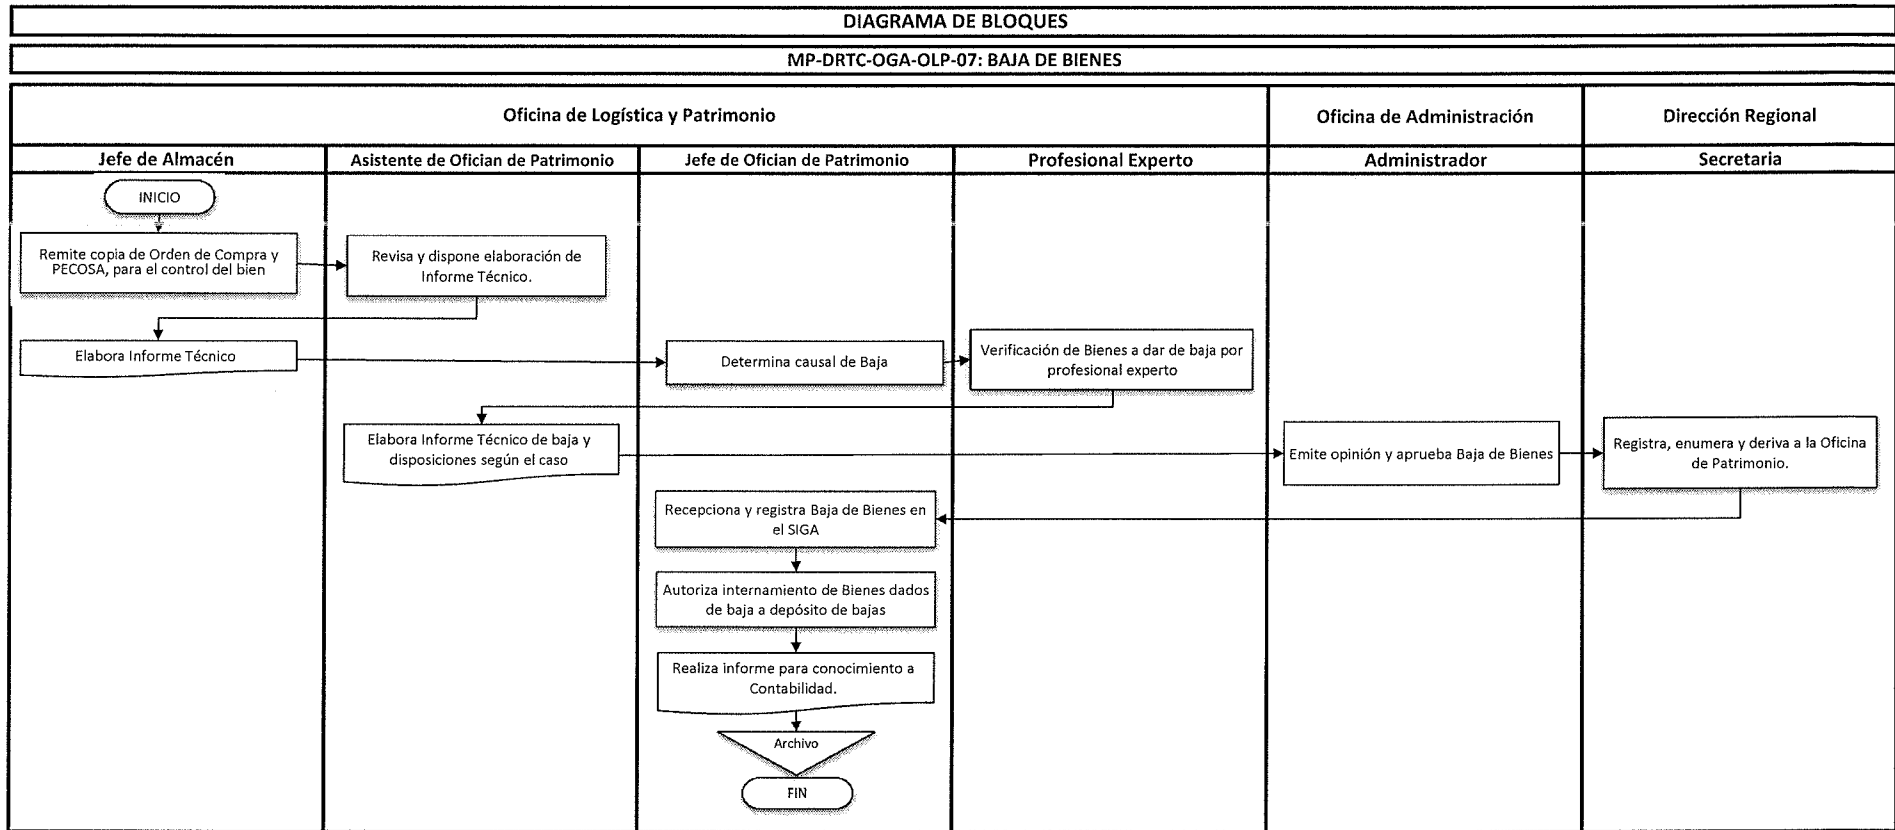 DIAGRAMA DE BLOQUES
MP-DRTC-OGA-OLP-07: BAJA DE BIENES
Oficina de Logística y Patrimonio
Oficina de Administración
Dirección Regional
Jefe de Almacén
Asistente de Ofician de Patrimonio
Jefe de Ofician de Patrimonio
Profesional Experto
Administrador
Secretaria
INICIO
Remite copia de Orden de Compra y
PECOSA, para el control del bien
Revisa y dispone elaboración de
Informe Técnico.
Elabora Informe Técnico
Determina causal de Baja
Verificación de Bienes a dar de baja por
profesional experto
Elabora Informe Técnico de baja y
disposiciones según el caso
Emite opinión y aprueba Baja de Bienes
Registra, enumera y deriva a la Oficina
de Patrimonio.
Recepciona y registra Baja de Bienes en
el SIGA
Autoriza internamiento de Bienes dados
de baja a depósito de bajas
Realiza informe para conocimiento a
Contabilidad.
Archivo
FIN